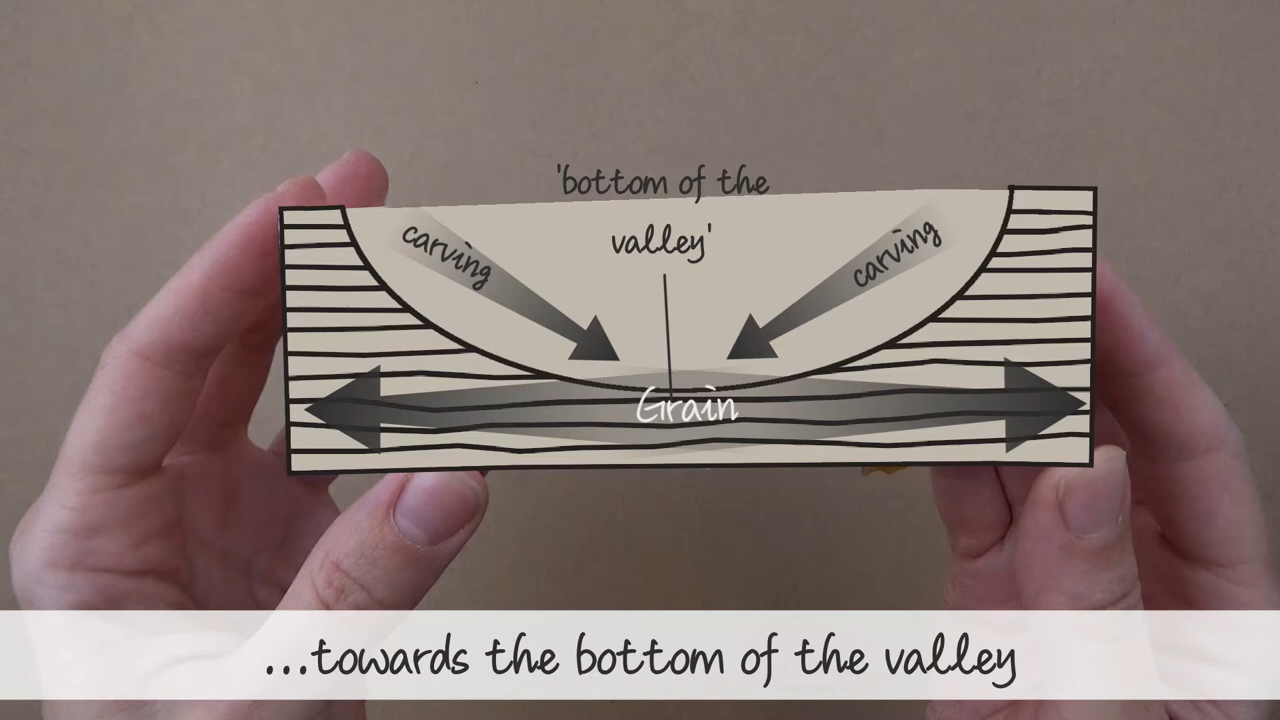 'bottom of the
valley'
carving
carving
Grain
...towards the bottom of the valley